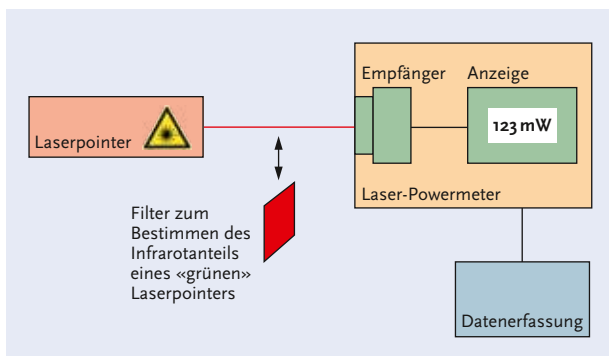 Empfänger
Anzeige
123 mW
Laserpointer
Laser-Powermeter
Filter zum
Bestimmen des
Infrarotanteils
eines «grünen»
Laserpointers
Datenerfassung